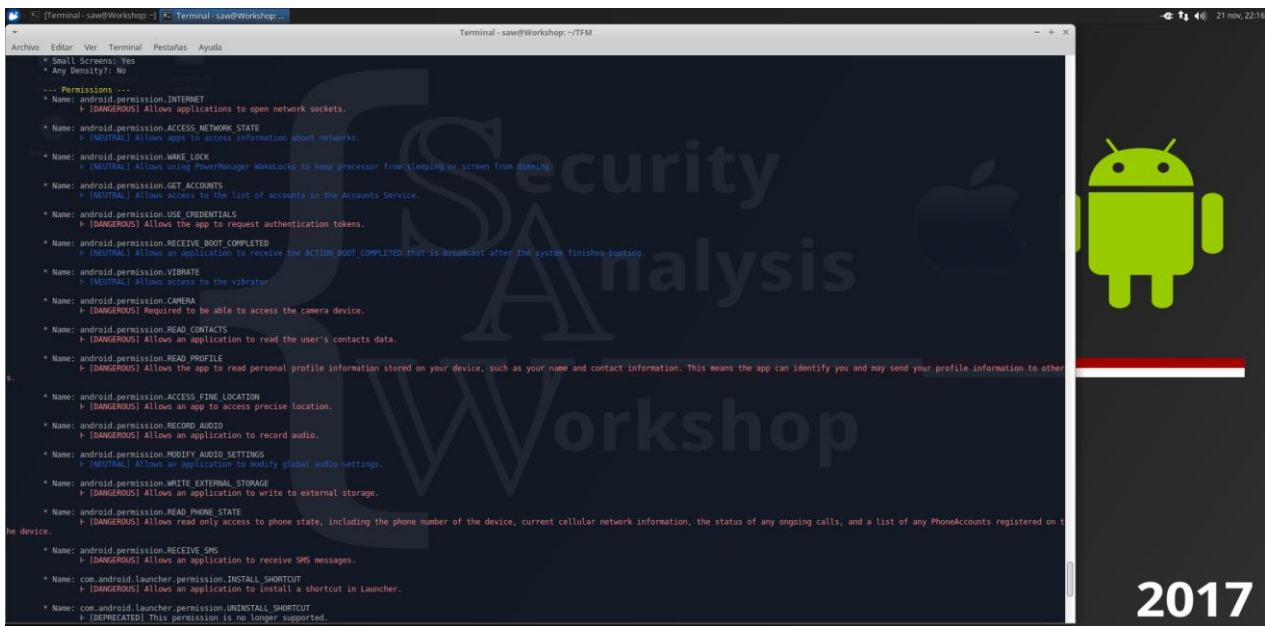 [Terminal - saw@Workshop: ~] Terminal - saw@Workshop: ... 21 nov, 22:16
Terminal - saw@Workshop: ~/TFM
Archivo Editar Ver Terminal Pestañas Ayuda
* Small Screens: Yes
* Any Density?: No
--- Permissions ---
* Name: android.permission.INTERNET
⊦ [DANGEROUS] Allows applications to open network sockets.
* Name: android.permission.ACCESS_NETWORK_STATE
⊦ [NEUTRAL] Allows apps to access information about networks.
* Name: android.permission.WAKE_LOCK
⊦ [NEUTRAL] Allows using PowerManager WakeLocks to keep processor from sleeping or screen from dimming.
* Name: android.permission.GET_ACCOUNTS
⊦ [NEUTRAL] Allows access to the list of accounts in the Accounts Service.
* Name: android.permission.USE_CREDENTIALS
⊦ [DANGEROUS] Allows the app to request authentication tokens.
* Name: android.permission.RECEIVE_BOOT_COMPLETED
⊦ [NEUTRAL] Allows an application to receive the ACTION_BOOT_COMPLETED that is broadcast after the system finishes booting.
* Name: android.permission.VIBRATE
⊦ [NEUTRAL] Allows access to the vibrator.
* Name: android.permission.CAMERA
⊦ [DANGEROUS] Required to be able to access the camera device.
* Name: android.permission.READ_CONTACTS
⊦ [DANGEROUS] Allows an application to read the user's contacts data.
* Name: android.permission.READ_PROFILE
⊦ [DANGEROUS] Allows the app to read personal profile information stored on your device, such as your name and contact information. This means the app can identify you and may send your profile information to other
s.
* Name: android.permission.ACCESS_FINE_LOCATION
⊦ [DANGEROUS] Allows an app to access precise location.
* Name: android.permission.RECORD_AUDIO
⊦ [DANGEROUS] Allows an application to record audio.
* Name: android.permission.MODIFY_AUDIO_SETTINGS
⊦ [NEUTRAL] Allows an application to modify global audio settings.
* Name: android.permission.WRITE_EXTERNAL_STORAGE
⊦ [DANGEROUS] Allows an application to write to external storage.
* Name: android.permission.READ_PHONE_STATE
⊦ [DANGEROUS] Allows read only access to phone state, including the phone number of the device, current cellular network information, the status of any ongoing calls, and a list of any PhoneAccounts registered on t
he device.
* Name: android.permission.RECEIVE_SMS
⊦ [DANGEROUS] Allows an application to receive SMS messages.
* Name: com.android.launcher.permission.INSTALL_SHORTCUT
⊦ [DANGEROUS] Allows an application to install a shortcut in Launcher.
* Name: com.android.launcher.permission.UNINSTALL_SHORTCUT
⊦ [DEPRECATED] This permission is no longer supported.
Security
Analysis
Workshop
2017